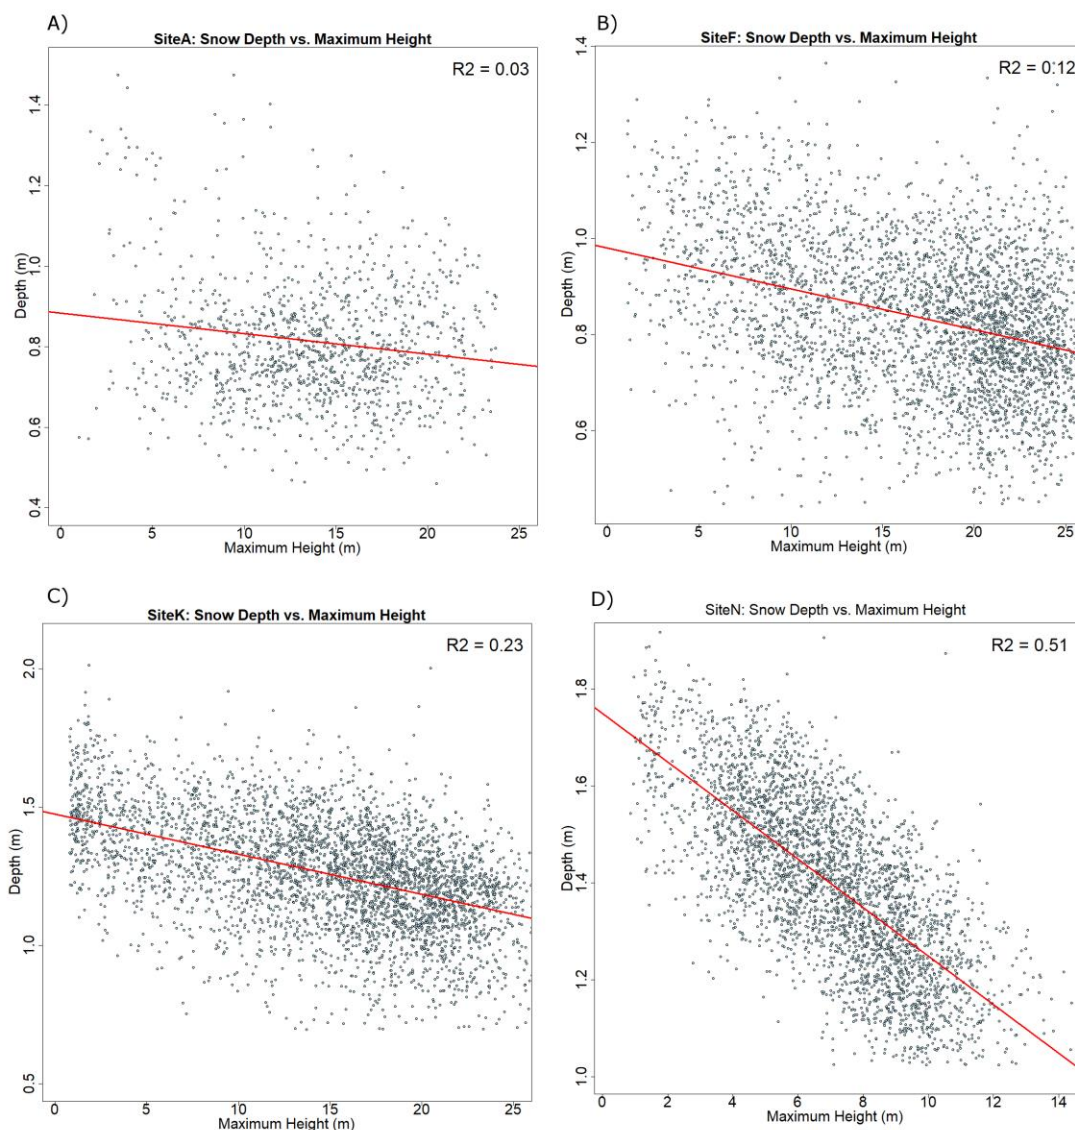 A)
SiteA: Snow Depth vs. Maximum Height
R2 = 0.03
Depth (m)
1.4
1.2
1.0
0.8
0.6
0.4
0 5 10 15 20 25
Maximum Height (m)
B)
SiteF: Snow Depth vs. Maximum Height
R2 = 0.12
Depth (m)
1.4
1.2
1.0
0.8
0.6
0 5 10 15 20 25
Maximum Height (m)
C)
SiteK: Snow Depth vs. Maximum Height
R2 = 0.23
Depth (m)
2.0
1.5
1.0
0.5
0 5 10 15 20 25
Maximum Height (m)
D)
SiteN: Snow Depth vs. Maximum Height
R2 = 0.51
Depth (m)
1.8
1.6
1.4
1.2
1.0
0 2 4 6 8 10 12 14
Maximum Height (m)